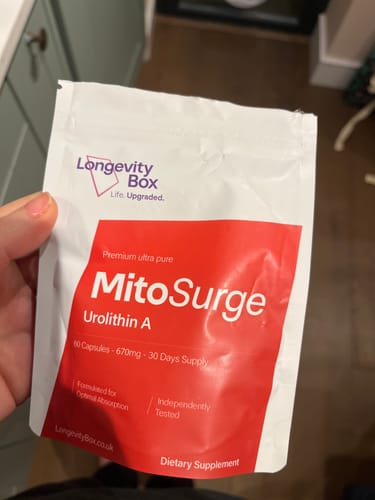 Longevity
Box
Life. Upgraded.
Premium ultra pure
MitoSurge
Urolithin A
60 Capsules - 670mg - 30 Days Supply
Formulated for
Optimal Absorption
Independently
Tested
LongevityBox.co.uk
Dietary Supplement